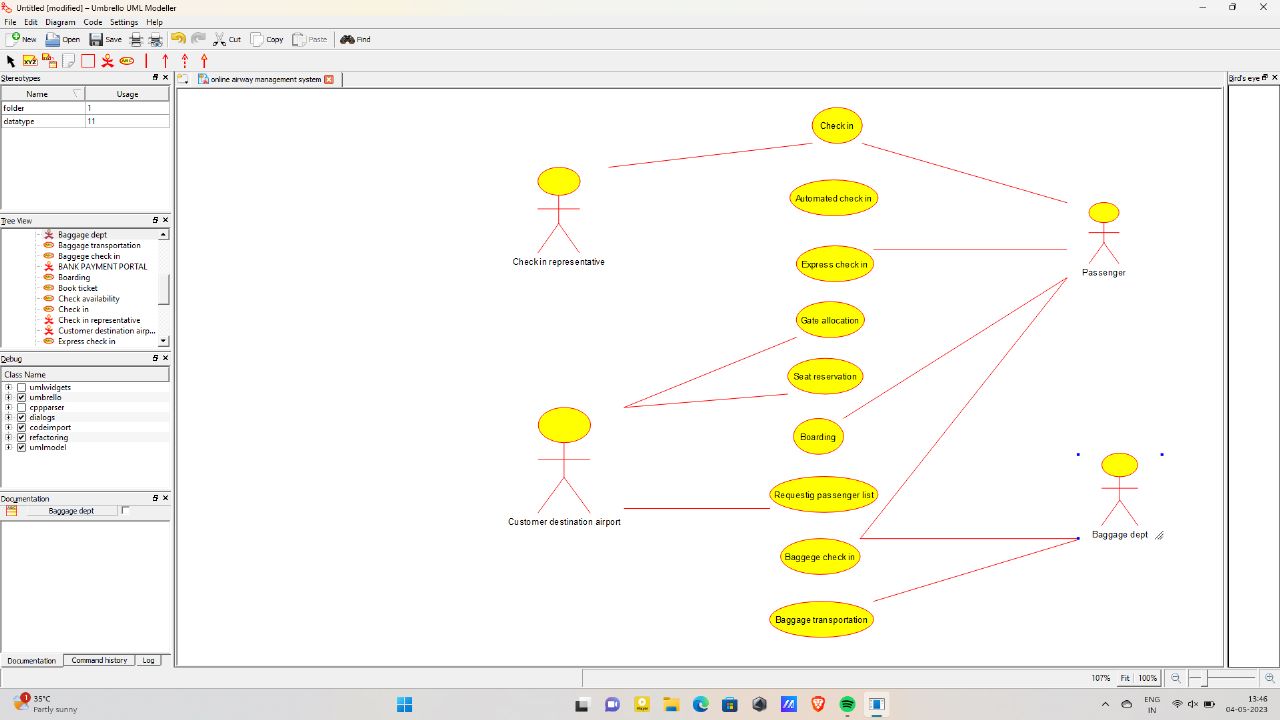 Untitled [modified] – Umbrello UML Modeller
File Edit Diagram Code Settings Help
New Open Save Cut Copy Paste Find
Stereotypes
Name Usage
folder 1
datatype 11
Tree View
Baggage dept
Baggage transportation
Baggege check in
BANK PAYMENT PORTAL
Boarding
Book ticket
Check availability
Check in
Check in representative
Customer destination airp...
Express check in
Debug
Class Name
umlwidgets
umbrello
cppparser
dialogs
codeimport
refactoring
umlmodel
Documentation
Baggage dept
Documentation Command history Log
online airway management system
Bird's eye
Check in
Automated check in
Express check in
Gate allocation
Seat reservation
Boarding
Requestig passenger list
Baggege check in
Baggage transportation
Check in representative
Customer destination airport
Passenger
Baggage dept
107% Fit 100%
1
35°C
Partly sunny
ENG
IN
13:46
04-05-2023